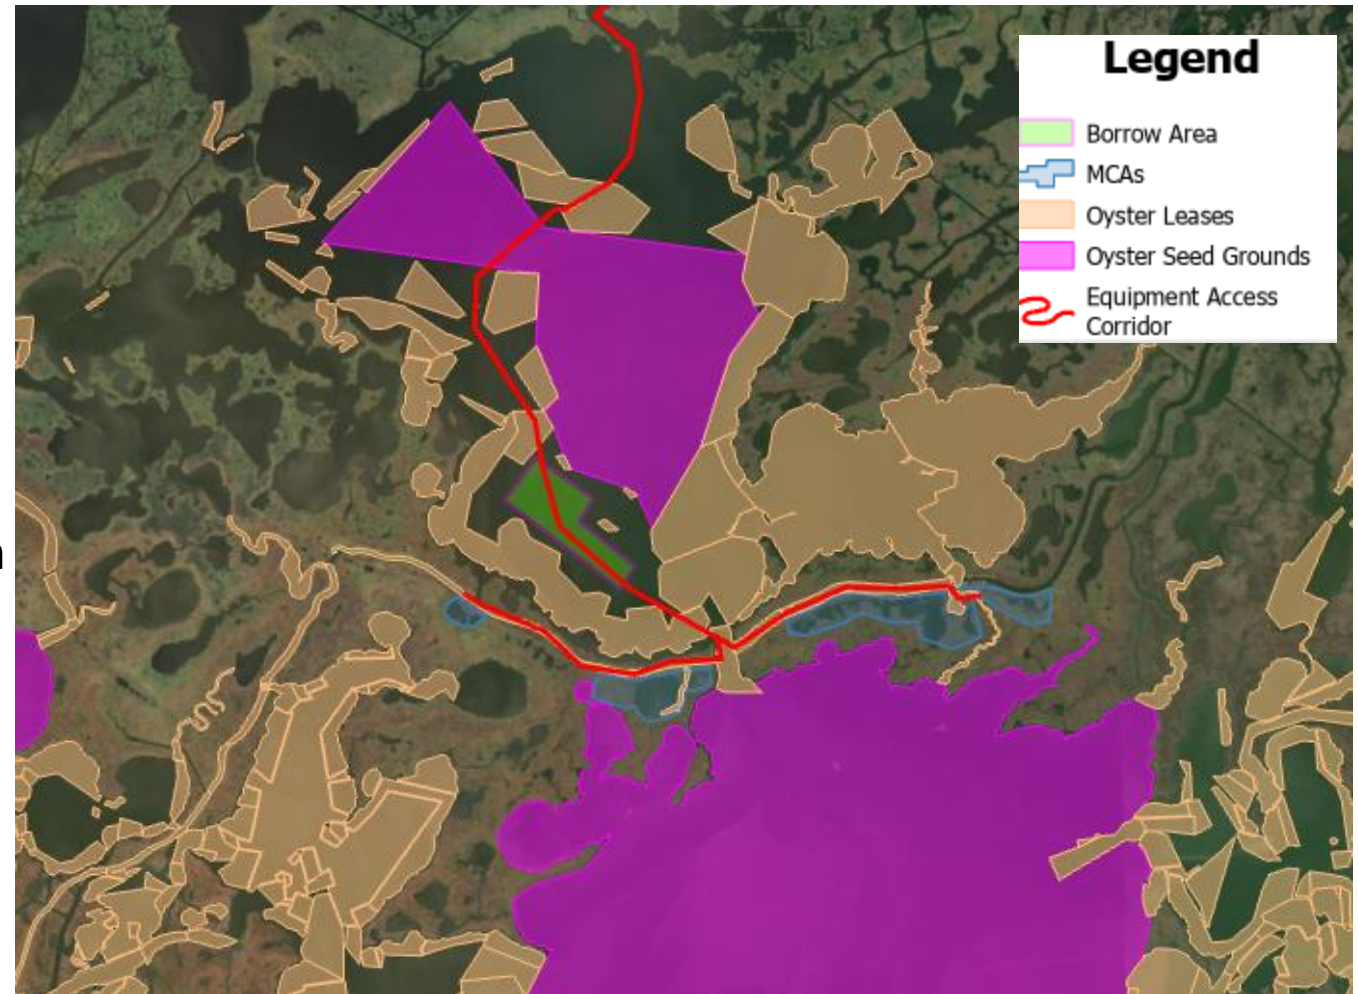 Legend
Borrow Area
MCAs
Oyster Leases
Oyster Seed Grounds
Equipment Access
Corridor